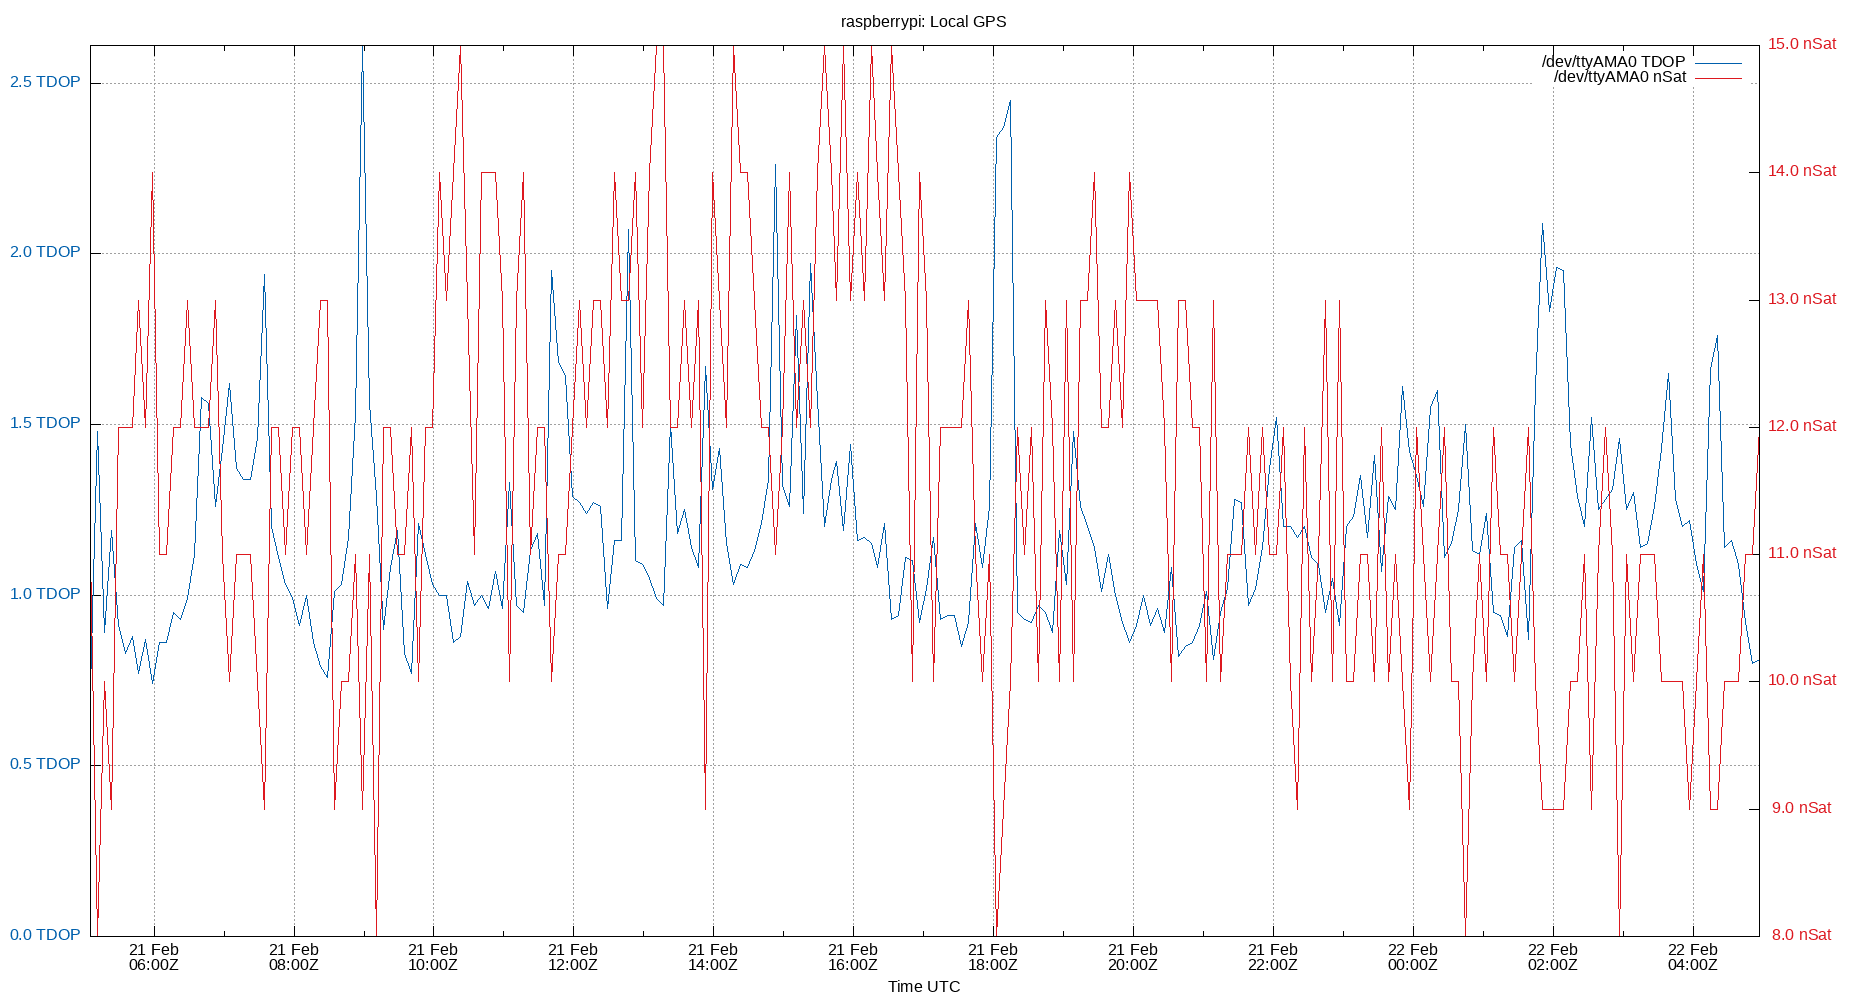 raspberrypi: Local GPS
/dev/ttyAMA0 TDOP
/dev/ttyAMA0 nSat
2.5 TDOP
2.0 TDOP
1.5 TDOP
1.0 TDOP
0.5 TDOP
0.0 TDOP
15.0 nSat
14.0 nSat
13.0 nSat
12.0 nSat
11.0 nSat
10.0 nSat
9.0 nSat
8.0 nSat
21 Feb 21 Feb 21 Feb 21 Feb 21 Feb 21 Feb 21 Feb 21 Feb 21 Feb 22 Feb 22 Feb 22 Feb
06:00Z 08:00Z 10:00Z 12:00Z 14:00Z 16:00Z 18:00Z 20:00Z 22:00Z 00:00Z 02:00Z 04:00Z
Time UTC